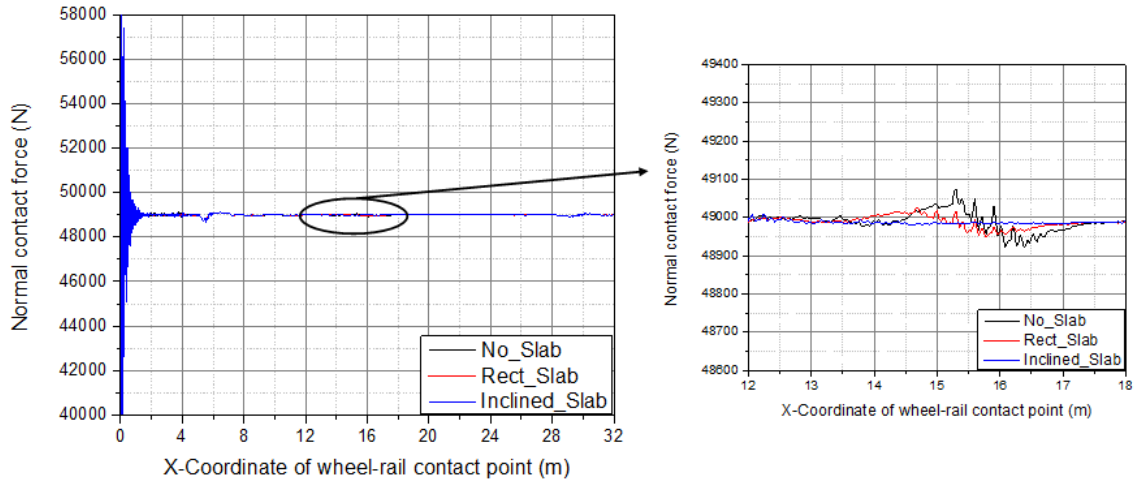 58000
56000
54000
52000
50000
48000
46000
44000
42000
40000
Normal contact force (N)
No_Slab
Rect_Slab
Inclined_Slab
0 4 8 12 16 20 24 28 32
X-Coordinate of wheel-rail contact point (m)
49400
49300
49200
49100
49000
48900
48800
48700
48600
Normal contact force (N)
No_Slab
Rect_Slab
Inclined_Slab
12 13 14 15 16 17 18
X-Coordinate of wheel-rail contact point (m)